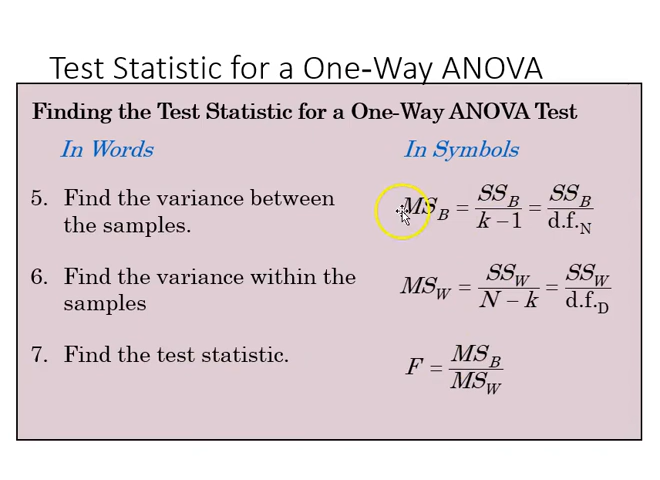 Test Statistic for a One-Way ANOVA
Finding the Test Statistic for a One-Way ANOVA Test
In Words In Symbols
5. Find the variance between the samples. MS_B = SS_B / (k – 1) = SS_B / d.f._N
6. Find the variance within the samples MS_W = SS_W / (N – k) = SS_W / d.f._D
7. Find the test statistic. F = MS_B / MS_W